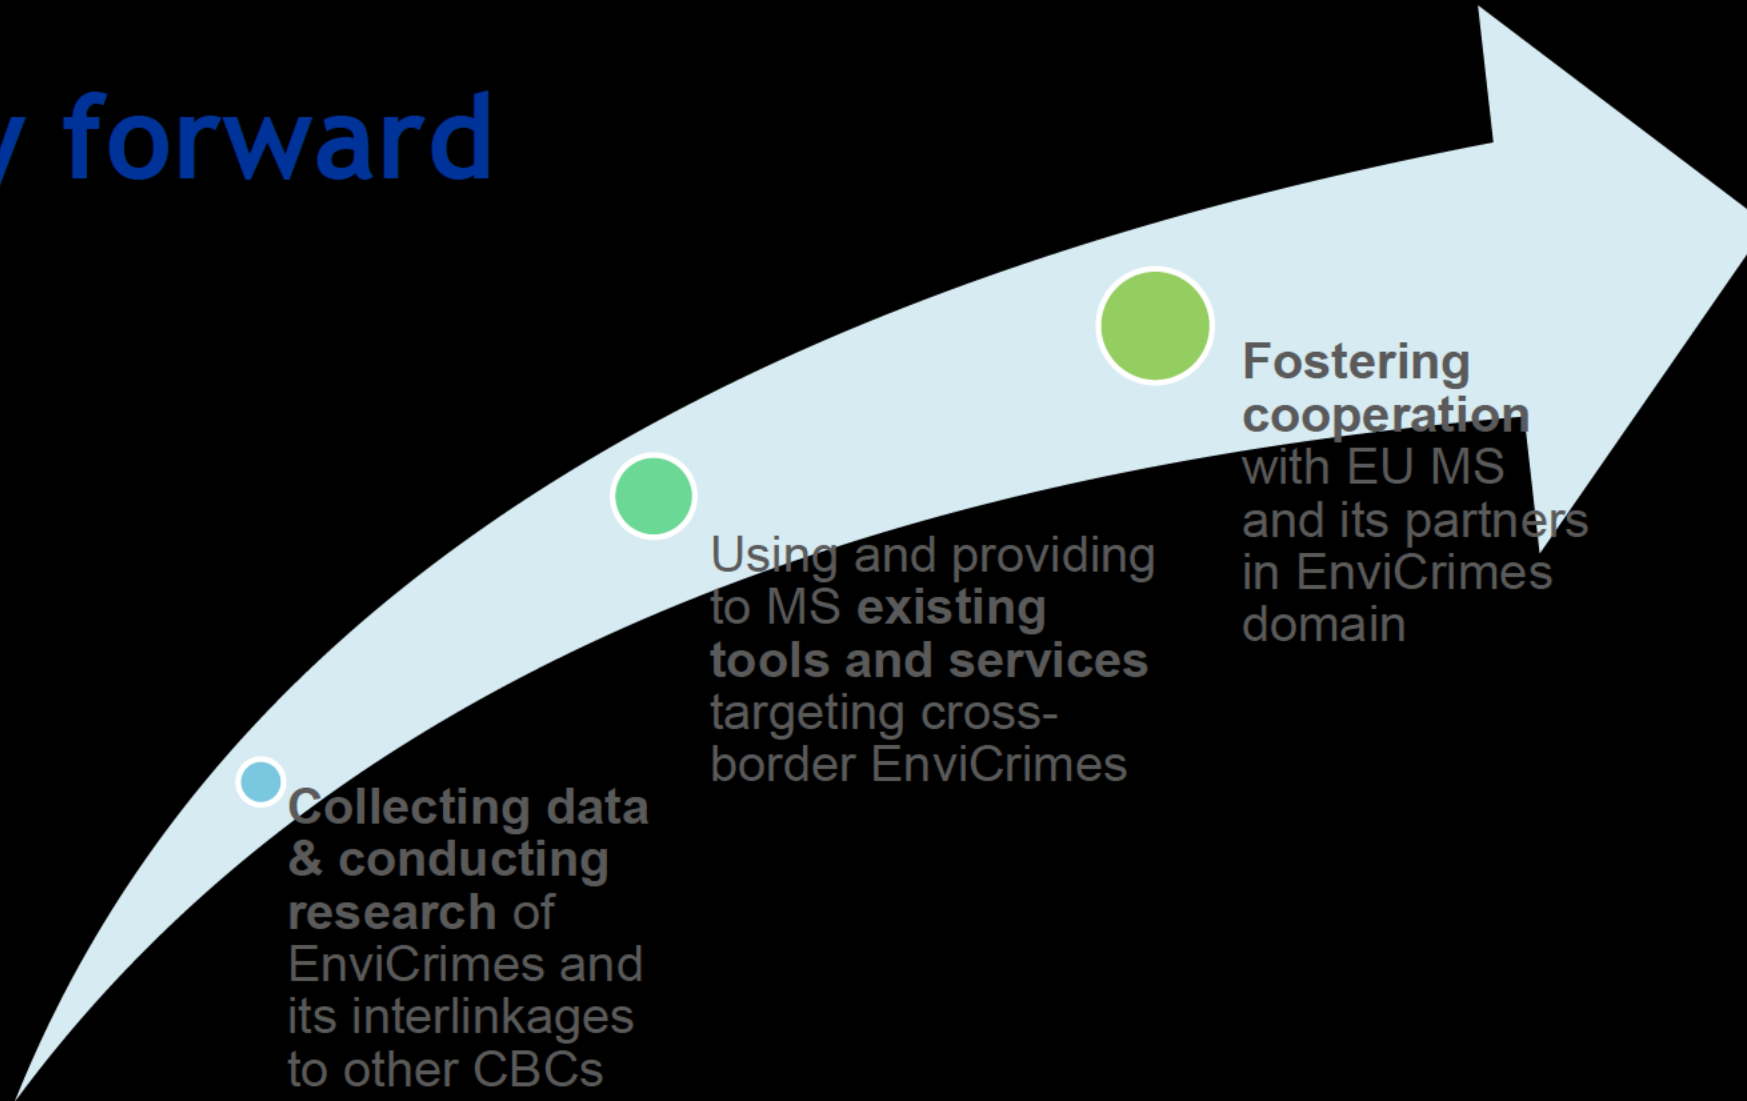 forward
Fostering
cooperation
with EU MS
and its partners
in EnviCrimes
domain
Using and providing
to MS existing
tools and services
targeting cross-
border EnviCrimes
Collecting data
& conducting
research of
EnviCrimes and
its interlinkages
to other CBCs